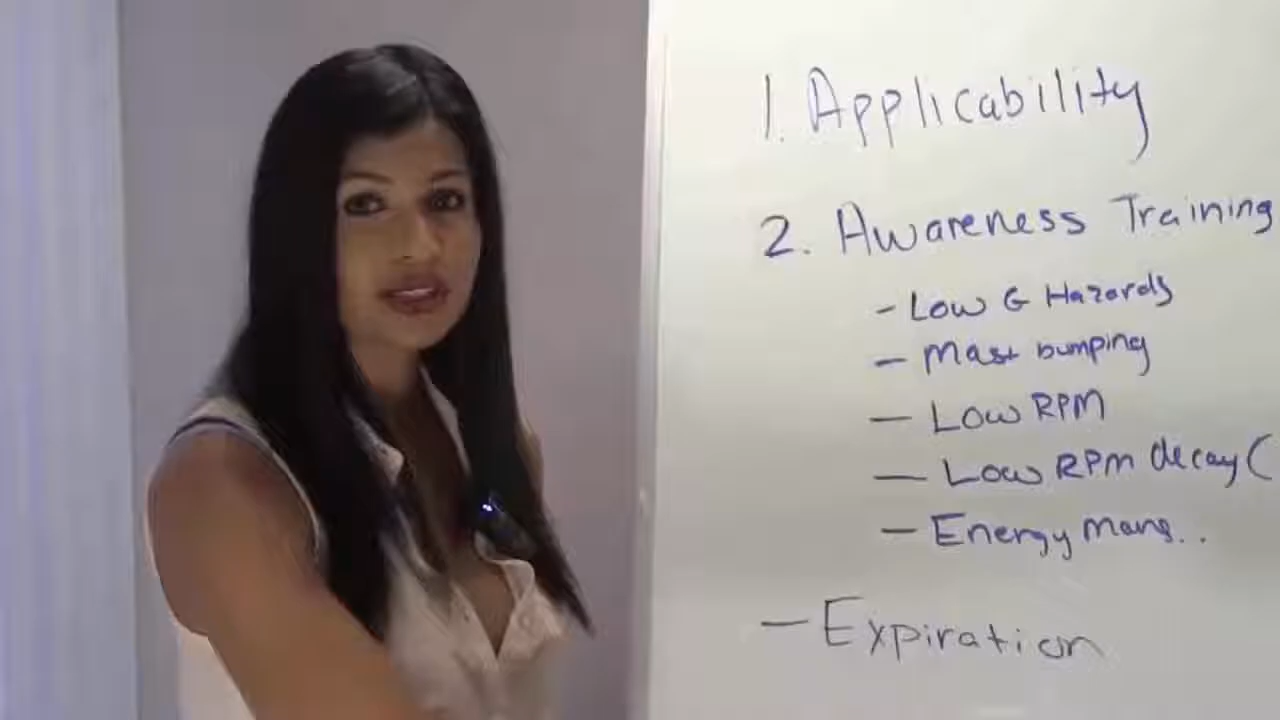 1. Applicability
2. Awareness Training
- Low G Hazards
- Mast bumping
- Low RPM
- Low RPM decay (
- Energy Mang..
- Expiration